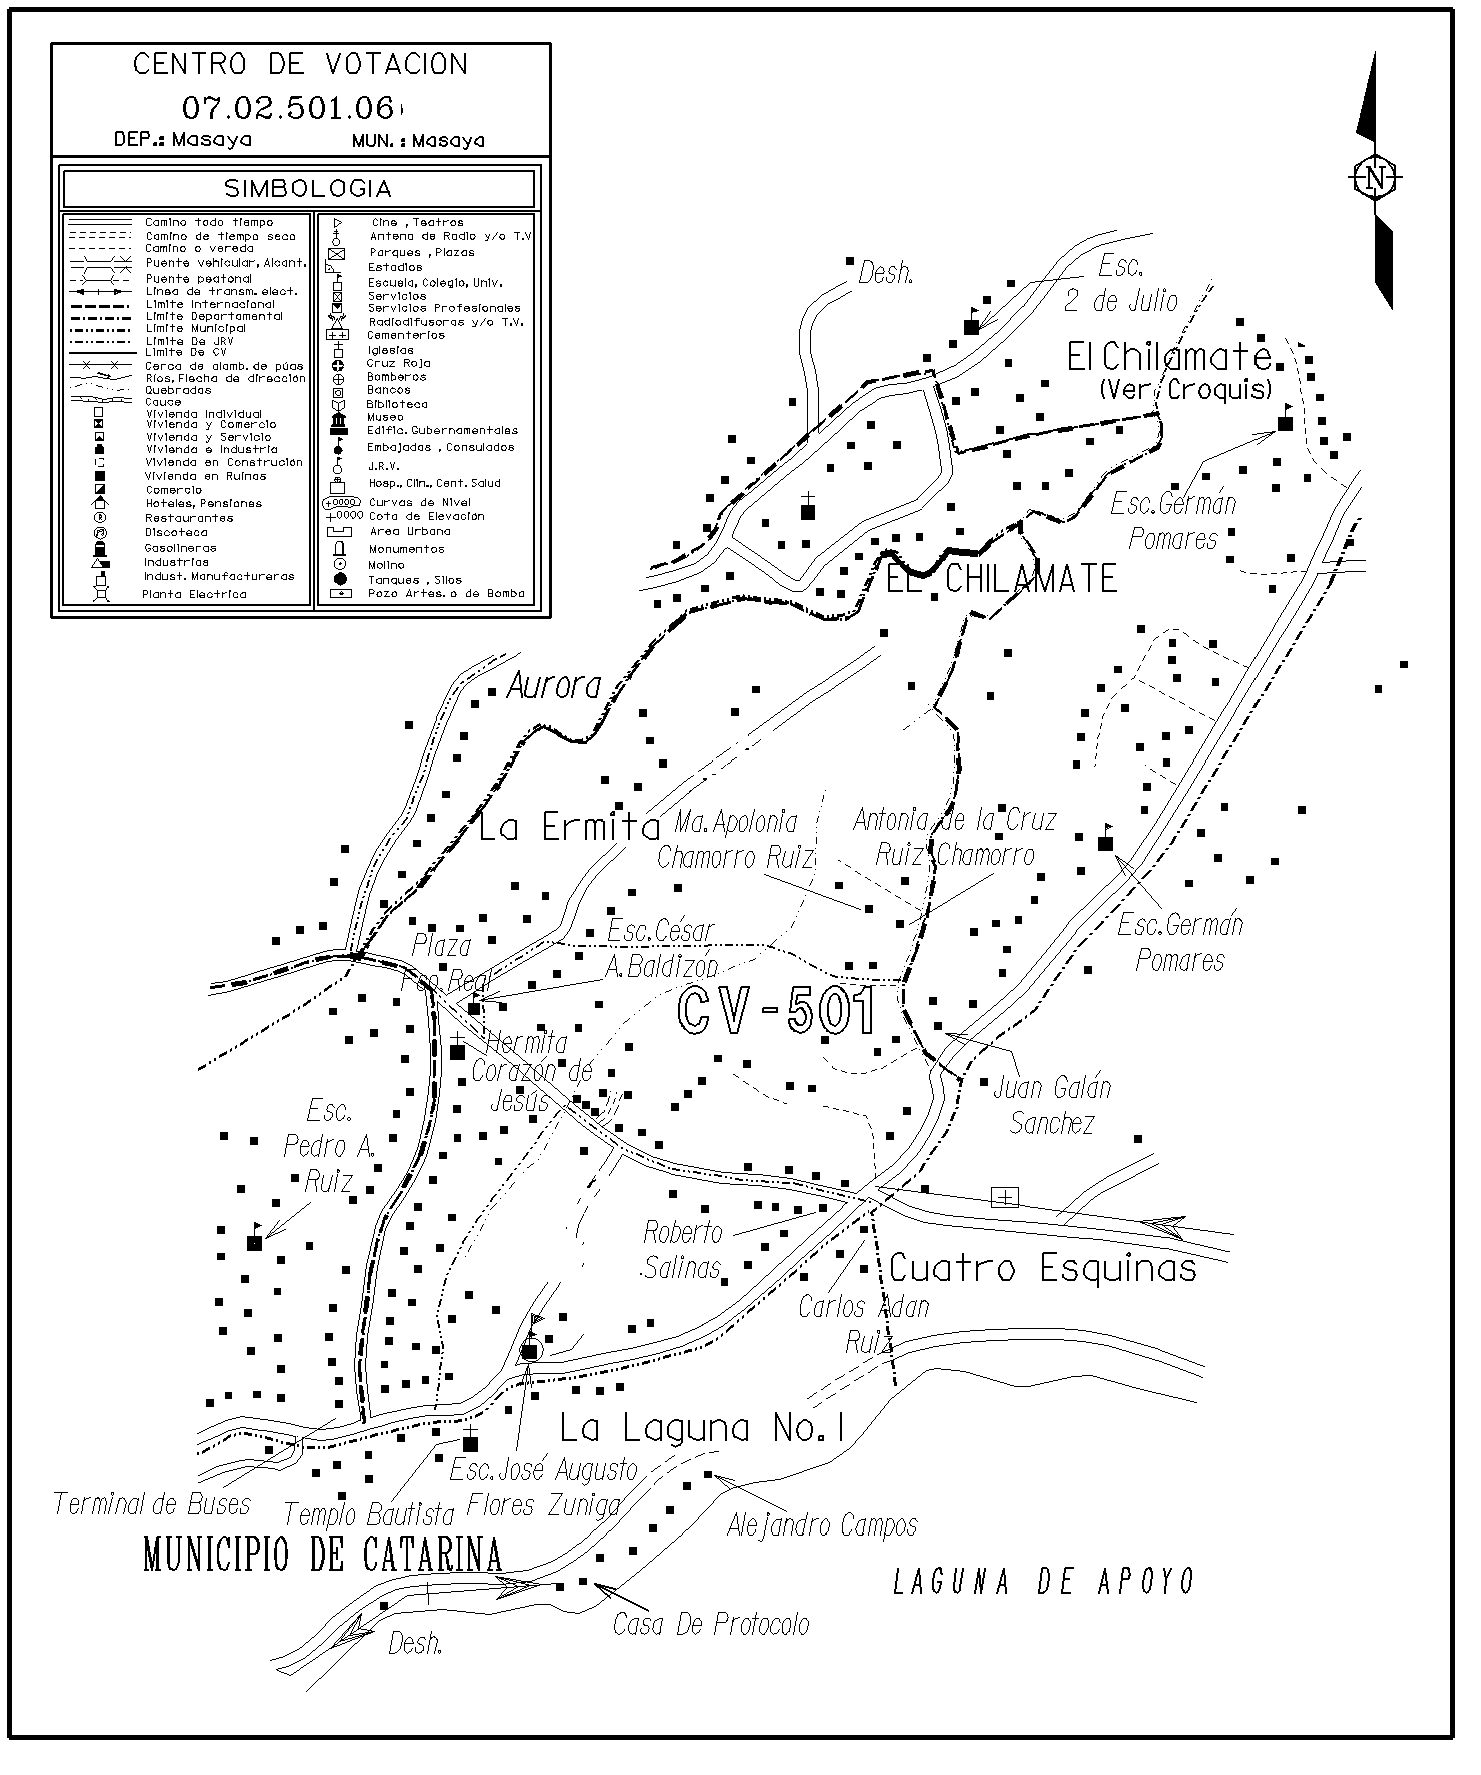 CENTRO DE VOTACION
07.02.501.06
DEP.: Masaya MUN.: Masaya
SIMBOLOGIA
Camino todo tiempo
Camino de tiempo seco
Camino o vereda
Puente vehicular, Alcant.
Puente peatonal
Linea de transm. elect.
Limite Internacional
Limite Departamental
Limite Municipal
Limite De JRV
Limite De CV
Cerca de alamb. de púas
Rios, Flecha de dirección
Quebradas
Cauce
Vivienda Individual
Vivienda y Comercio
Vivienda y Servicio
Vivienda e Industria
Vivienda en Construcion
Vivienda en Ruinas
Comercio
Hoteles, Pensiones
Restaurantes
Discoteca
Gasolineras
Industrias
Indust. Manufactureras
Planta Electrica
Cine, Teatros
Antena de Radio y/o T.V
Parques, Plazas
Estadios
Escuela, Colegio, Univ.
Servicios
Servicios Profesionales
Radiodifusoras y/o T.V.
Cementerios
Iglesias
Cruz Roja
Bomberos
Bancos
Biblioteca
Museo
Edific. Gubernamentales
Embajadas, Consulados
J.R.V.
Hosp., Clin., Cent. Salud
Curvas de Nivel
Cota de Elevación
Area Urbana
Monumentos
Molino
Tanques, Silos
Pozo Artes. o de Bomba
N
Desh.
Esc.
2 de Julio
El Chilamate
(Ver Croquis)
Esc. Germán
Pomares
EL CHILAMATE
Aurora
La Ermita
Ma. Apolonia
Chamorro Ruiz
Antonia de la Cruz
Ruiz Chamorro
Esc. Germán
Pomares
Plaza
Fso Real
Esc. César
A. Baldizón
CV-501
Hermita
Corazón de
Jesús
Juan Galán
Sanchez
Esc.
Pedro A.
Ruiz
Roberto
Salinas
Cuatro Esquinas
Carlos Adan
Ruiz
La Laguna No. 1
Esc. José Augusto
Flores Zuniga
Terminal de Buses
Templo Bautista
Alejandro Campos
MUNICIPIO DE CATARINA
LAGUNA DE APOYO
Casa De Protocolo
Desh.